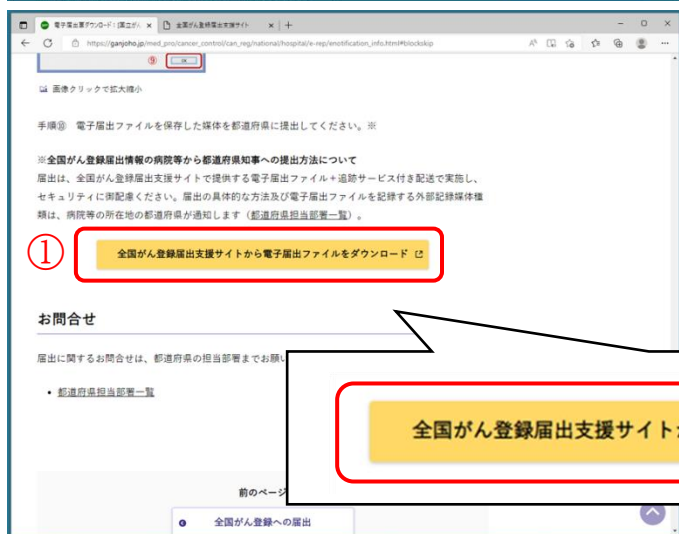 電子届出票ダウンロード:[国立がん
全国がん登録届出支援サイト
https://ganjoho.jp/med_pro/cancer_control/can_reg/national/hospital/e-rep/enotification_info.html#blockskip
⑨
OK
画像クリックで拡大縮小
手順⑩ 電子届出ファイルを保存した媒体を都道府県に提出してください。※
※全国がん登録届出情報の病院等から都道府県知事への提出方法について
届出は、全国がん登録届出支援サイトで提供する電子届出ファイル+追跡サービス付き配送で実施し、
セキュリティに御配慮ください。届出の具体的な方法及び電子届出ファイルを記録する外部記録媒体種
類は、病院等の所在地の都道府県が通知します(都道府県担当部署一覧)。
① 全国がん登録届出支援サイトから電子届出ファイルをダウンロード
お問合せ
届出に関するお問合せは、都道府県の担当部署までお願い
• 都道府県担当部署一覧
全国がん登録届出支援サイト
前のページ
全国がん登録への届出